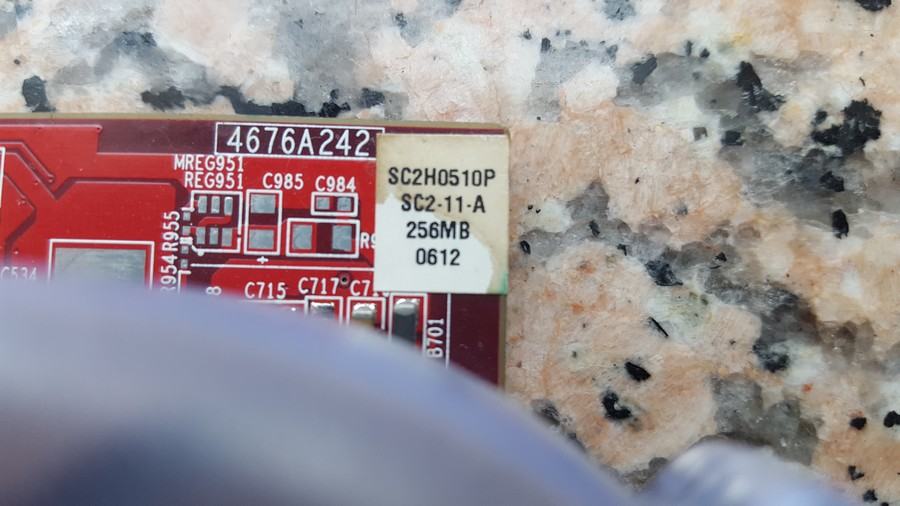 4676A242
MREG951
REG951
C985
C984
SC2H0510P
SC2-11-A
256MB
0612
R955
R954
C534
C715
C717
B701